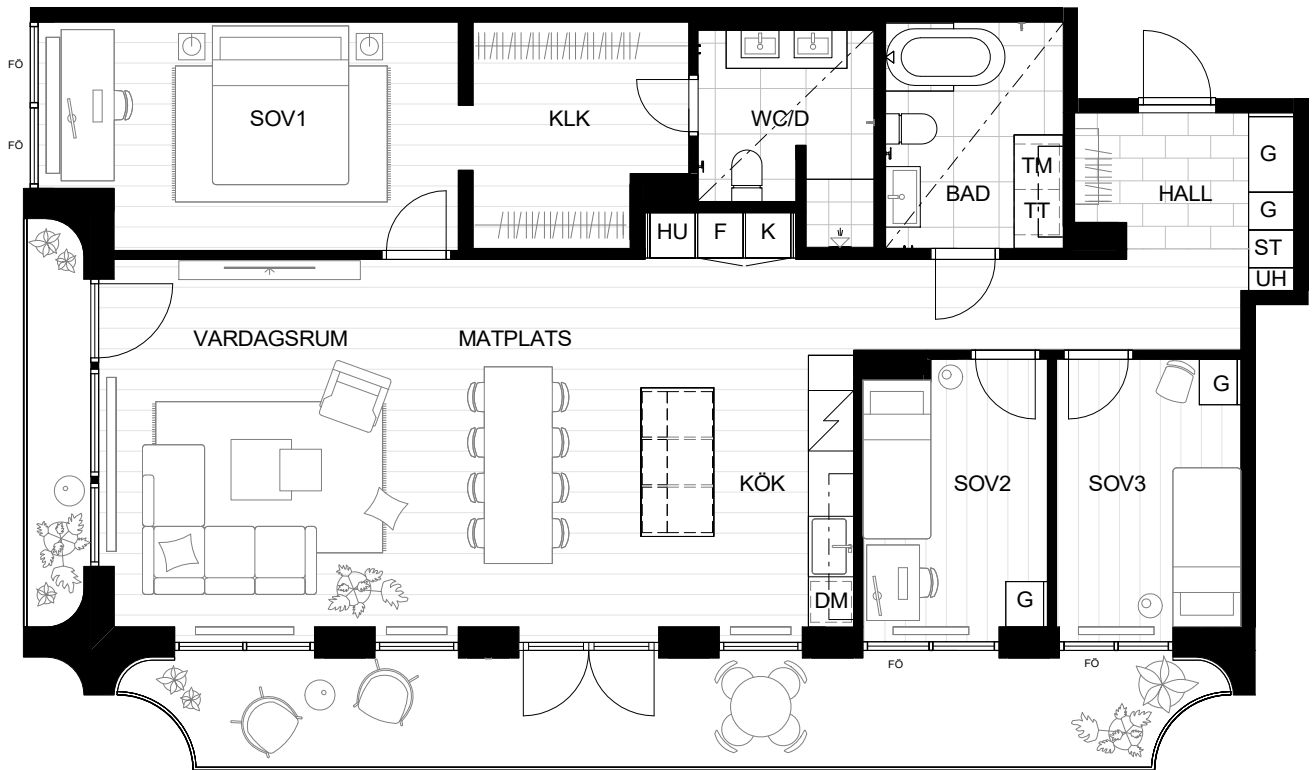 FÖ
FÖ
SOV1
KLK
WC/D
BAD
TM
TT
HALL
G
G
ST
UH
HU
F
K
VARDAGSRUM
MATPLATS
KÖK
DM
SOV2
G
SOV3
G
FÖ
FÖ